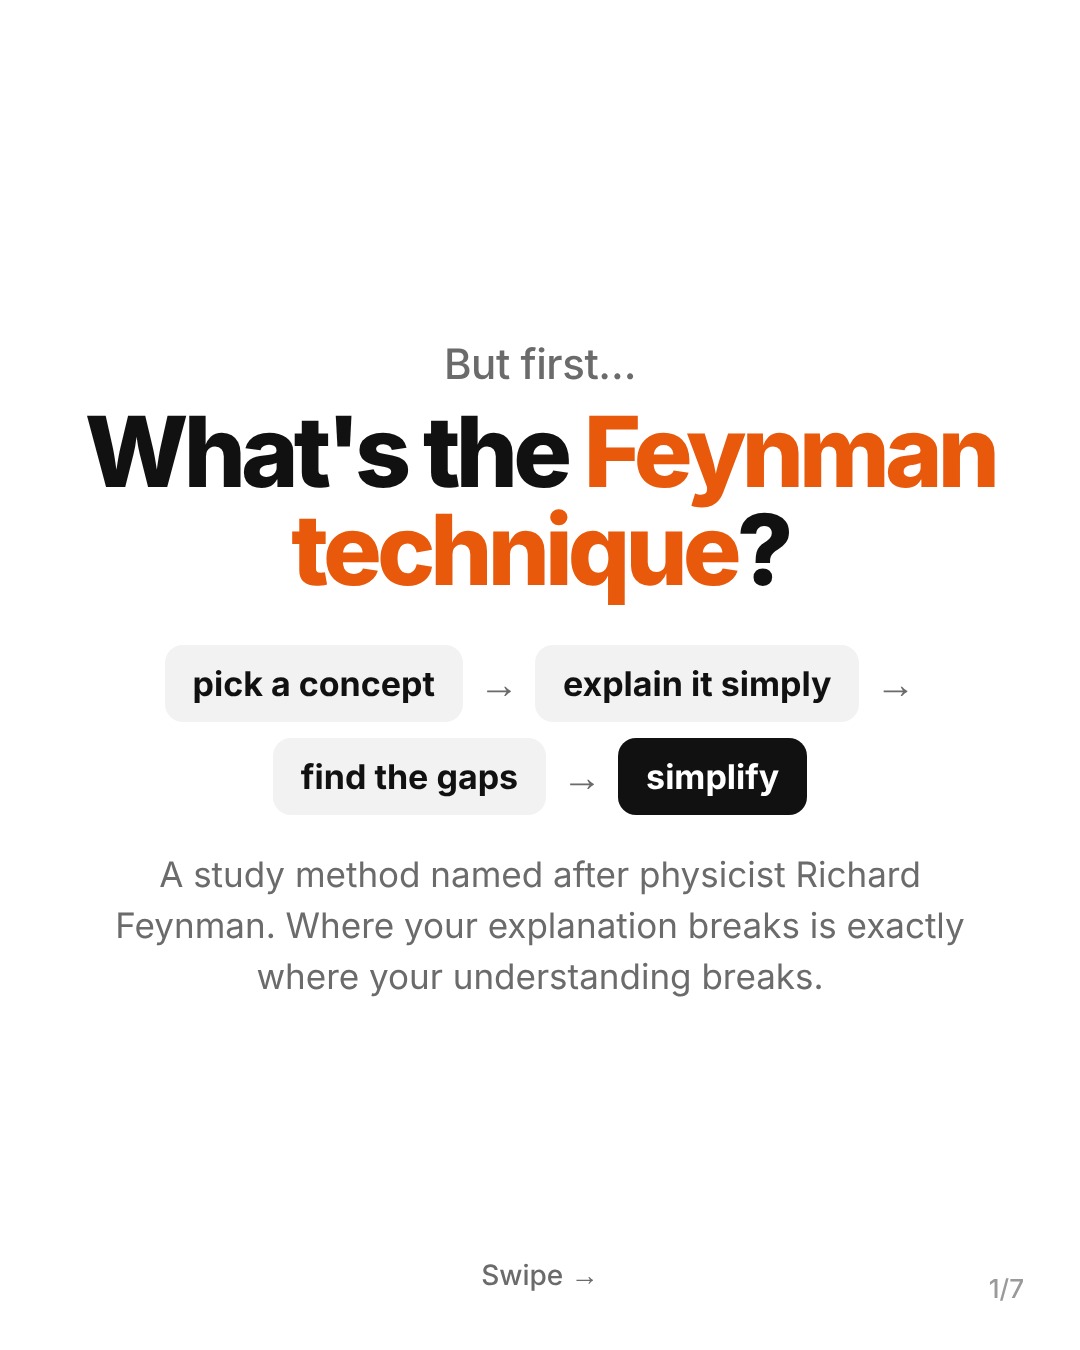 But first...
What's the Feynman
technique?
pick a concept → explain it simply →
find the gaps → simplify
A study method named after physicist Richard
Feynman. Where your explanation breaks is exactly
where your understanding breaks.
Swipe →
1/7